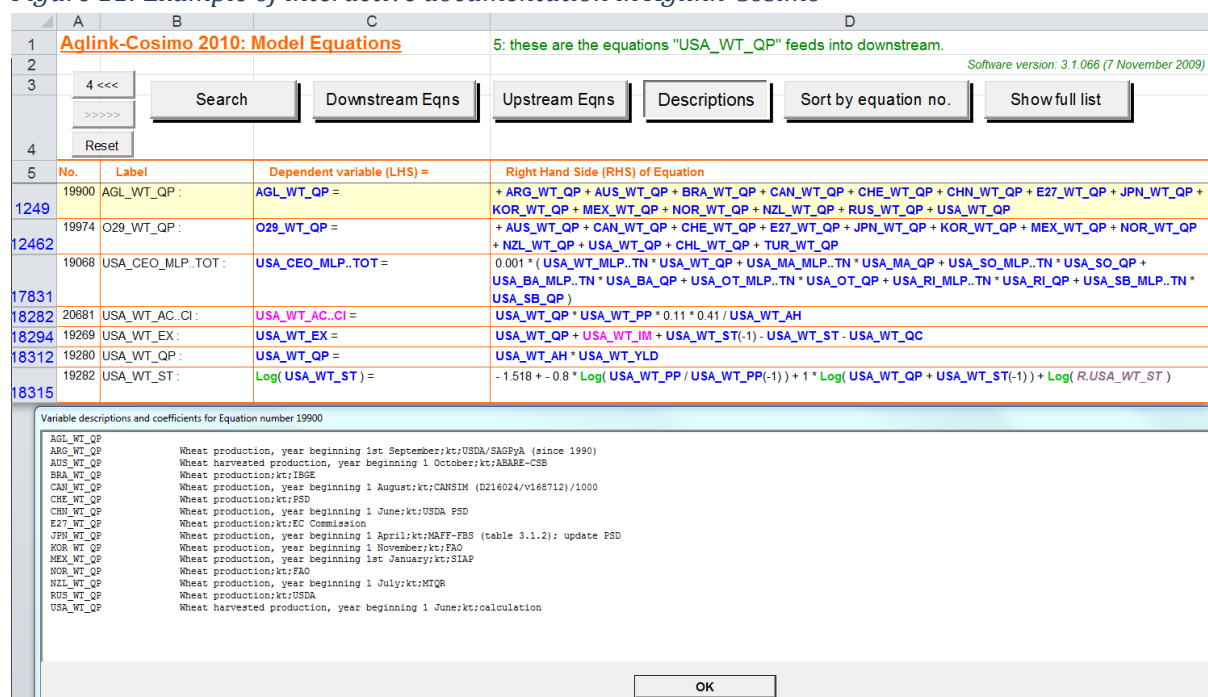 A B C D
1 Aglink-Cosimo 2010: Model Equations 5: these are the equations "USA_WT_QP" feeds into downstream.
2 Software version: 3.1.066 (7 November 2009)
3 4 <<< Search Downstream Eqns Upstream Eqns Descriptions Sort by equation no. Show full list
>>>>>
4 Reset
5 No. Label Dependent variable (LHS) = Right Hand Side (RHS) of Equation
19900 AGL_WT_QP : AGL_WT_QP = + ARG_WT_QP + AUS_WT_QP + BRA_WT_QP + CAN_WT_QP + CHE_WT_QP + CHN_WT_QP + E27_WT_QP + JPN_WT_QP +
1249 KOR_WT_QP + MEX_WT_QP + NOR_WT_QP + NZL_WT_QP + RUS_WT_QP + USA_WT_QP
19974 O29_WT_QP : O29_WT_QP = + AUS_WT_QP + CAN_WT_QP + CHE_WT_QP + E27_WT_QP + JPN_WT_QP + KOR_WT_QP + MEX_WT_QP + NOR_WT_QP
12462 + NZL_WT_QP + USA_WT_QP + CHL_WT_QP + TUR_WT_QP
19068 USA_CEO_MLP..TOT : USA_CEO_MLP..TOT = 0.001 * ( USA_WT_MLP..TN * USA_WT_QP + USA_MA_MLP..TN * USA_MA_QP + USA_SO_MLP..TN * USA_SO_QP +
USA_BA_MLP..TN * USA_BA_QP + USA_OT_MLP..TN * USA_OT_QP + USA_RI_MLP..TN * USA_RI_QP + USA_SB_MLP..TN *
17831 USA_SB_QP )
18282 20681 USA_WT_AC..CI : USA_WT_AC..CI = USA_WT_QP * USA_WT_PP * 0.11 * 0.41 / USA_WT_AH
18294 19269 USA_WT_EX : USA_WT_EX = USA_WT_QP + USA_WT_IM + USA_WT_ST(-1) - USA_WT_ST - USA_WT_QC
18312 19280 USA_WT_QP : USA_WT_QP = USA_WT_AH * USA_WT_YLD
19282 USA_WT_ST : Log( USA_WT_ST ) = - 1.518 + - 0.8 * Log( USA_WT_PP / USA_WT_PP(-1) ) + 1 * Log( USA_WT_QP + USA_WT_ST(-1) ) + Log( R.USA_WT_ST )
18315
Variable descriptions and coefficients for Equation number 19900
AGL_WT_QP
ARG_WT_QP Wheat production, year beginning 1st September;kt;USDA/SAGPyA (since 1990)
AUS_WT_QP Wheat harvested production, year beginning 1 October;kt;ABARE-CSB
BRA_WT_QP Wheat production;kt;IBGE
CAN_WT_QP Wheat production, year beginning 1 August;kt;CANSIM (D216024/v168712)/1000
CHE_WT_QP Wheat production;kt;PSD
CHN_WT_QP Wheat production, year beginning 1 June;kt;USDA PSD
E27_WT_QP Wheat production;kt;EC Commission
JPN_WT_QP Wheat production, year beginning 1 April;kt;MAFF-FBS (table 3.1.2); update PSD
KOR_WT_QP Wheat production, year beginning 1 November;kt;FAO
MEX_WT_QP Wheat production, year beginning 1st January;kt;SIAP
NOR_WT_QP Wheat production;kt;FAO
NZL_WT_QP Wheat production, year beginning 1 July;kt;MTQR
RUS_WT_QP Wheat production;kt;USDA
USA_WT_QP Wheat harvested production, year beginning 1 June;kt;calculation
OK